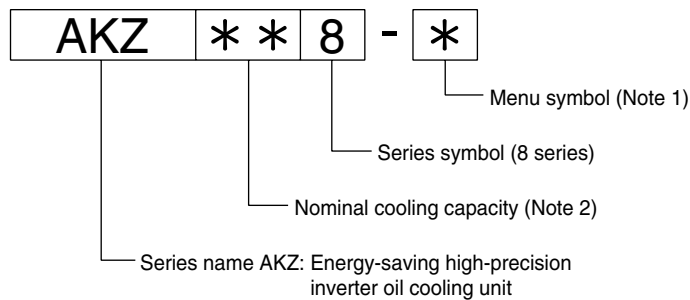 AKZ ＊ ＊ 8 - ＊
Menu symbol (Note 1)
Series symbol (8 series)
Nominal cooling capacity (Note 2)
Series name AKZ: Energy-saving high-precision
inverter oil cooling unit